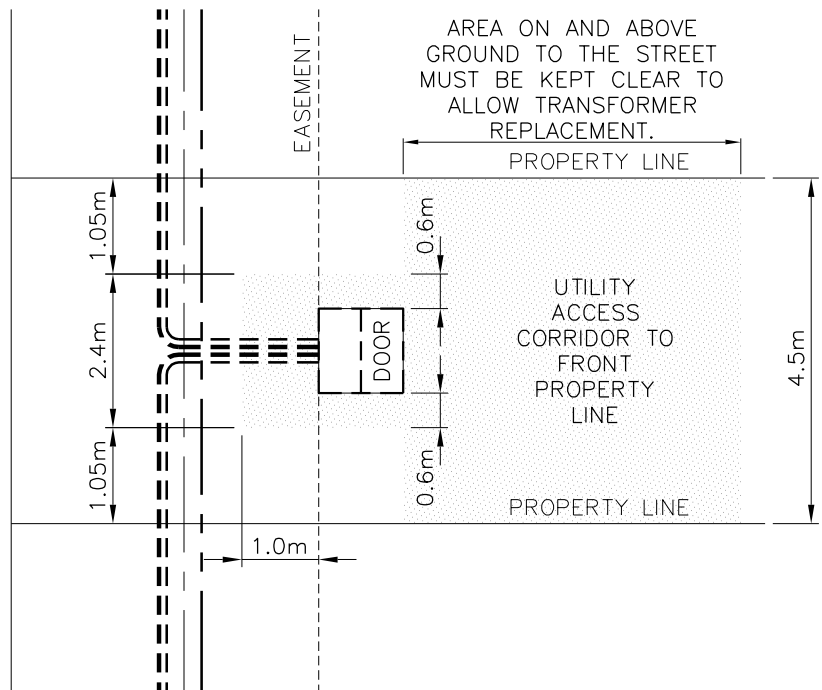 AREA ON AND ABOVE
GROUND TO THE STREET
MUST BE KEPT CLEAR TO
ALLOW TRANSFORMER
REPLACEMENT.
EASEMENT
PROPERTY LINE
1.05m
0.6m
2.4m
DOOR
UTILITY
ACCESS
CORRIDOR TO
FRONT
PROPERTY
LINE
4.5m
1.05m
0.6m
PROPERTY LINE
1.0m